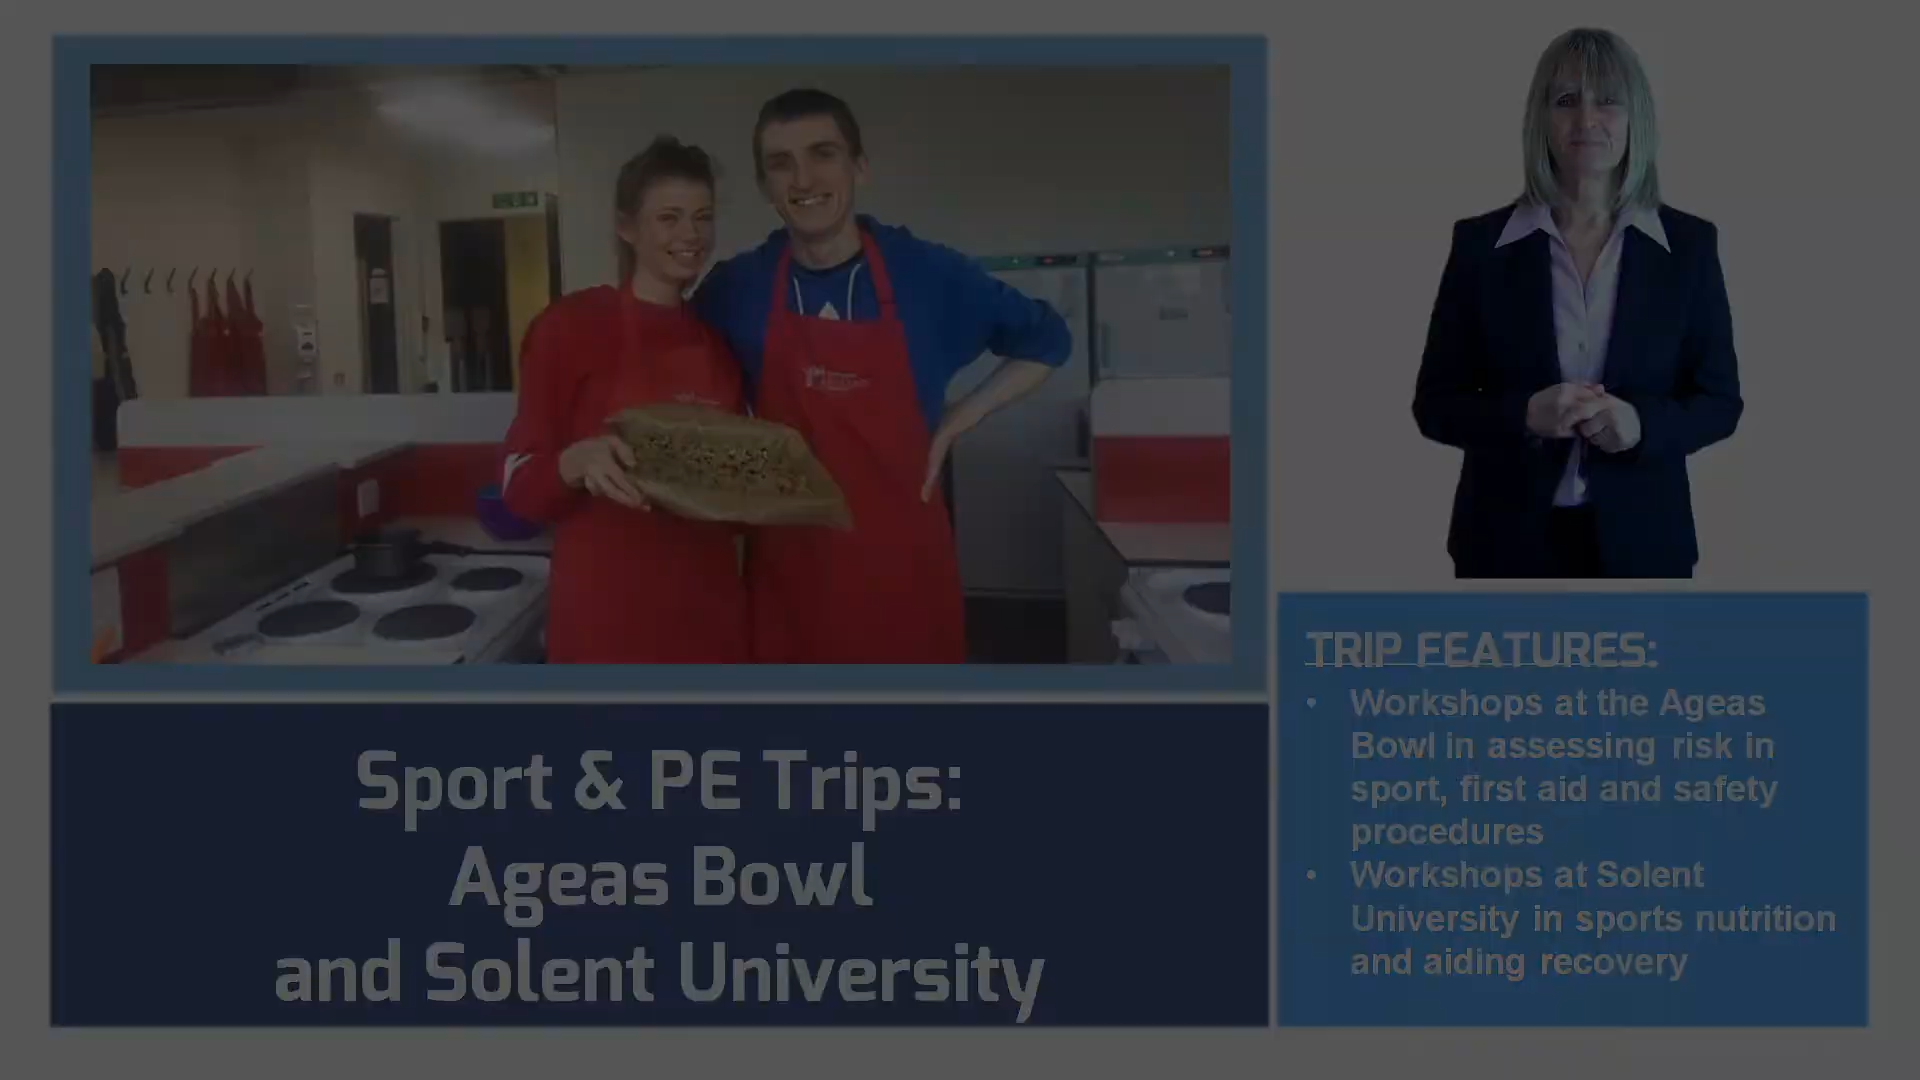 Sport & PE Trips:
Ageas Bowl
and Solent University
TRIP FEATURES:
• Workshops at the Ageas
Bowl in assessing risk in
sport, first aid and safety
procedures
• Workshops at Solent
University in sports nutrition
and aiding recovery